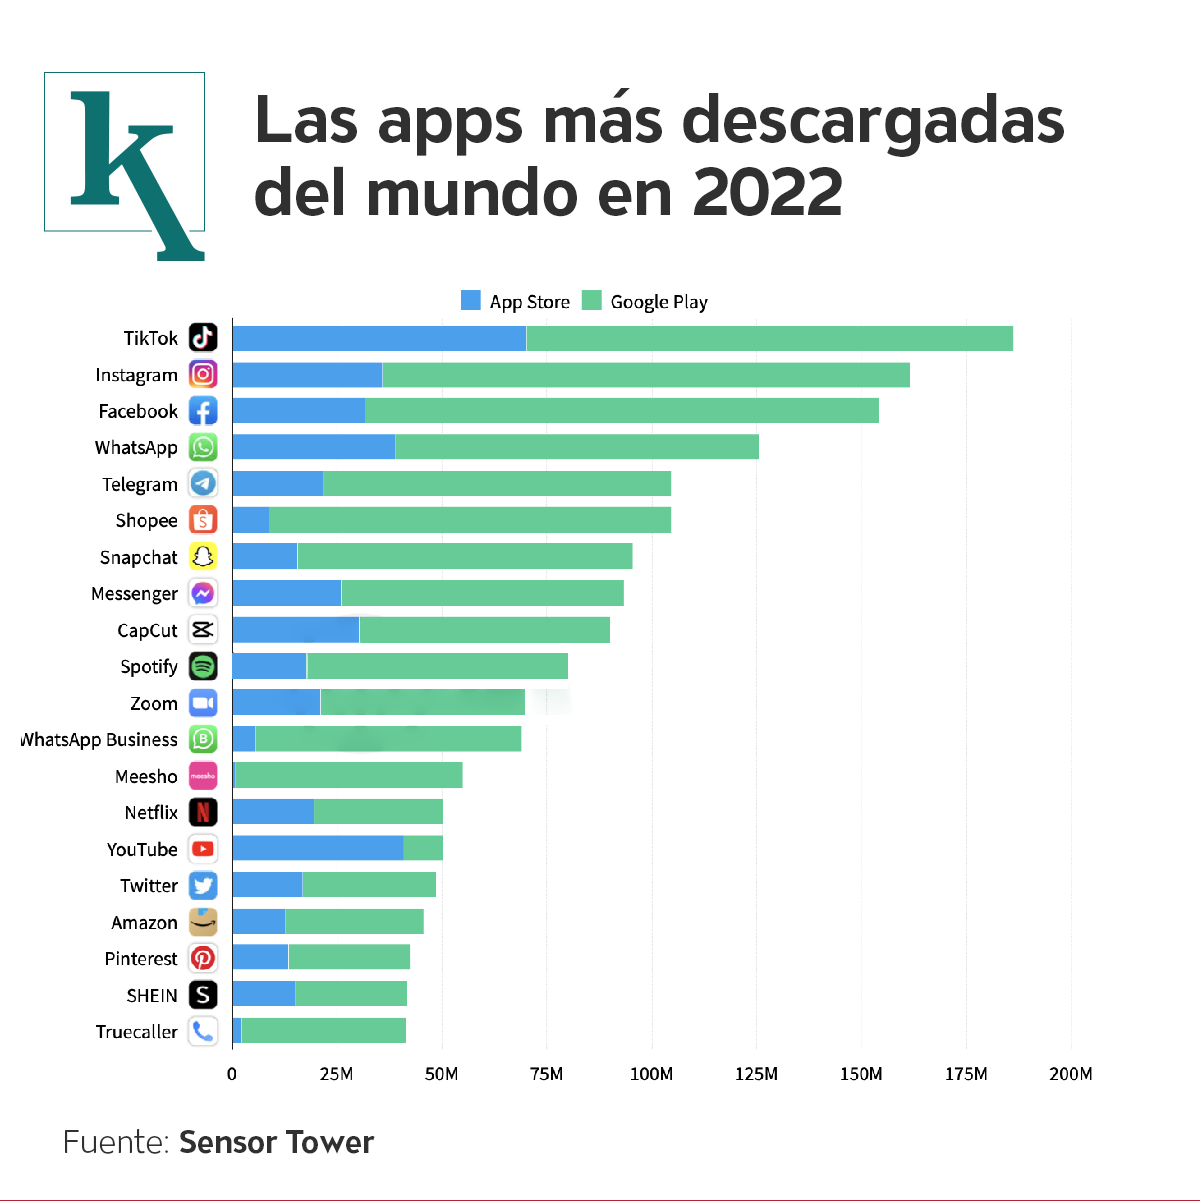 k
Las apps más descargadas
del mundo en 2022
App Store Google Play
TikTok
Instagram
Facebook
WhatsApp
Telegram
Shopee
S
Snapchat
Messenger
CapCut
Spotify
Zoom
WhatsApp Business
B
Meesho
meesho
Netflix
N
YouTube
Twitter
Amazon
Pinterest
SHEIN
S
Truecaller
0 25M 50M 75M 100M 125M 150M 175M 200M
Fuente: Sensor Tower